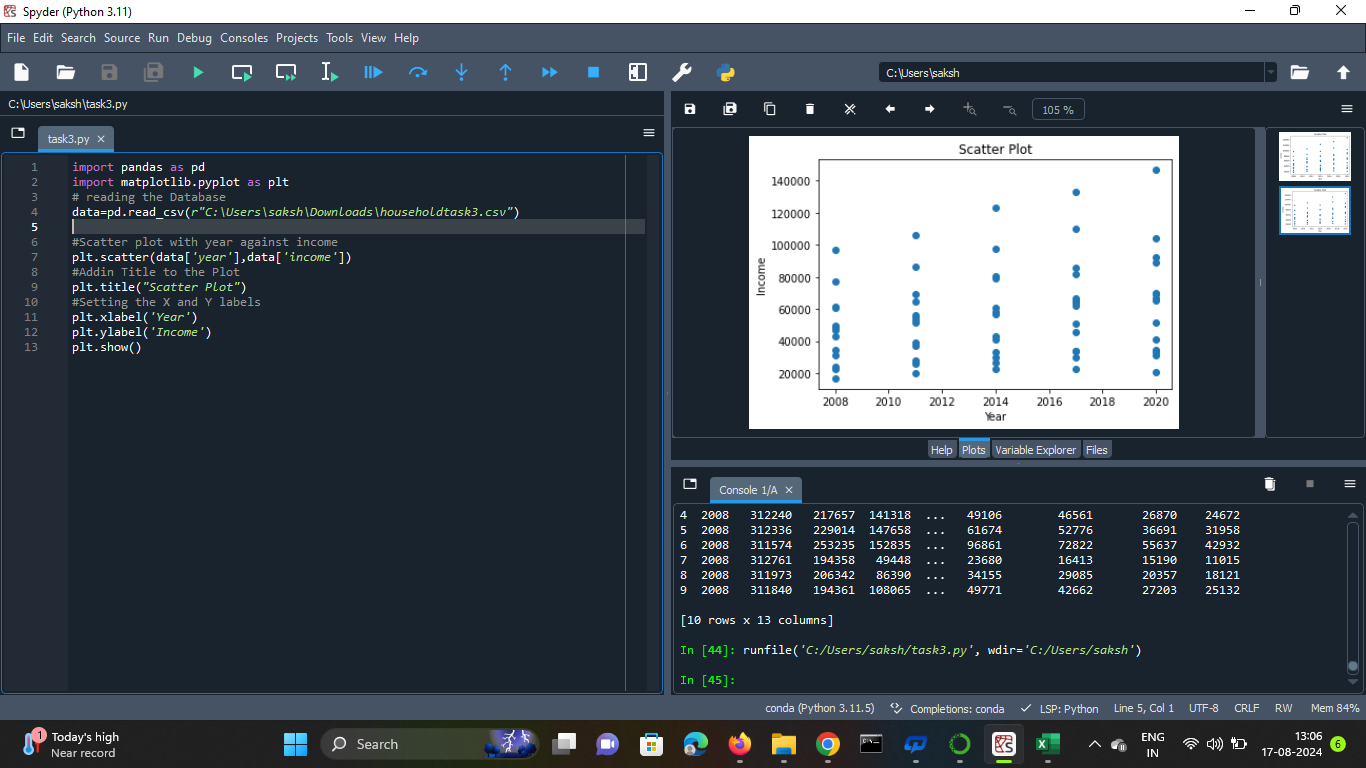 Spyder (Python 3.11)
File Edit Search Source Run Debug Consoles Projects Tools View Help
C:\Users\saksh
C:\Users\saksh\task3.py
task3.py
1 import pandas as pd
2 import matplotlib.pyplot as plt
3 # reading the Database
4 data=pd.read_csv(r"C:\Users\saksh\Downloads\householdtask3.csv")
5
6 #Scatter plot with year against income
7 plt.scatter(data['year'],data['income'])
8 #Addin Title to the Plot
9 plt.title("Scatter Plot")
10 #Setting the X and Y labels
11 plt.xlabel('Year')
12 plt.ylabel('Income')
13 plt.show()
105 %
Scatter Plot
140000
120000
100000
80000
60000
40000
20000
Income
2008 2010 2012 2014 2016 2018 2020
Year
Help Plots Variable Explorer Files
Console 1/A
4 2008 312240 217657 141318 ... 49106 46561 26870 24672
5 2008 312336 229014 147658 ... 61674 52776 36691 31958
6 2008 311574 253235 152835 ... 96861 72822 55637 42932
7 2008 312761 194358 49448 ... 23680 16413 15190 11015
8 2008 311973 206342 86390 ... 34155 29085 20357 18121
9 2008 311840 194361 108065 ... 49771 42662 27203 25132
[10 rows x 13 columns]
In [44]: runfile('C:/Users/saksh/task3.py', wdir='C:/Users/saksh')
In [45]:
conda (Python 3.11.5) Completions: conda LSP: Python Line 5, Col 1 UTF-8 CRLF RW Mem 84%
1
Today's high
Near record
Search
ENG
IN
13:06
17-08-2024
6